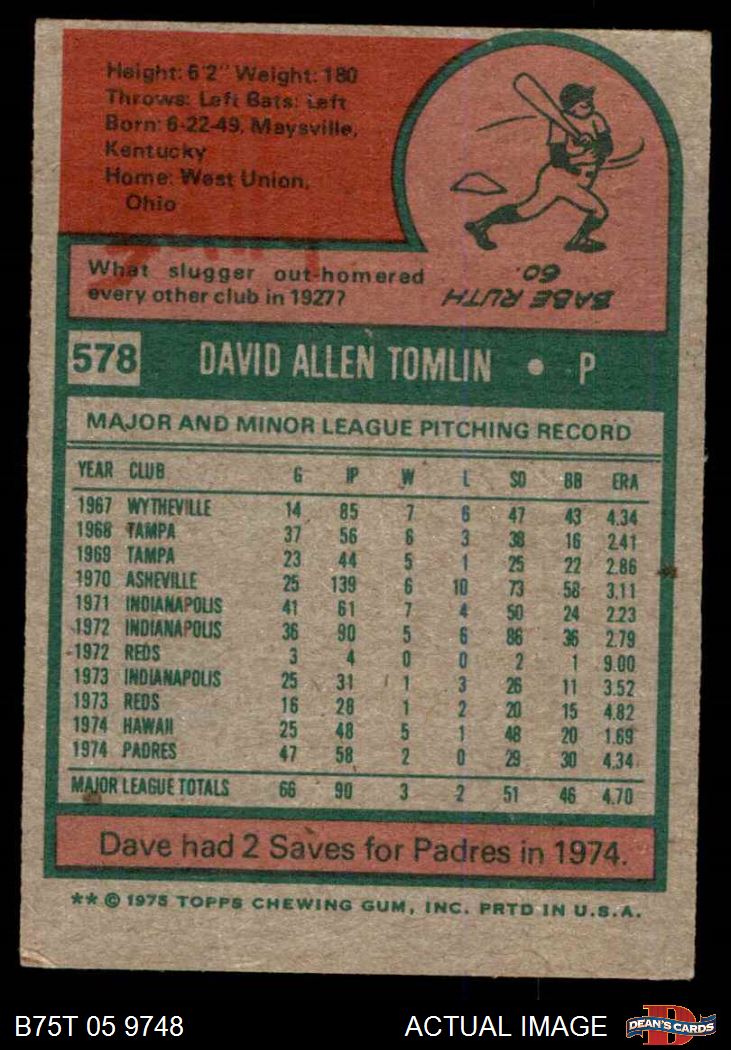 Height: 6'2" Weight: 180
Throws: Left Bats: Left
Born: 6-22-49, Maysville,
Kentucky
Home: West Union,
Ohio
What slugger out-homered
every other club in 1927?
BABE RUTH
60.
578 DAVID ALLEN TOMLIN • P
MAJOR AND MINOR LEAGUE PITCHING RECORD
YEAR CLUB G IP W L SO BB ERA
1967 WYTHEVILLE 14 85 7 6 47 43 4.34
1968 TAMPA 37 56 6 3 38 16 2.41
1969 TAMPA 23 44 5 1 25 22 2.86
1970 ASHEVILLE 25 139 6 10 73 58 3.11
1971 INDIANAPOLIS 41 61 7 4 50 24 2.23
1972 INDIANAPOLIS 36 90 5 6 86 36 2.79
1972 REDS 3 4 0 0 2 1 9.00
1973 INDIANAPOLIS 25 31 1 3 26 11 3.52
1973 REDS 16 28 1 2 20 15 4.82
1974 HAWAII 25 48 5 1 48 20 1.69
1974 PADRES 47 58 2 0 29 30 4.34
MAJOR LEAGUE TOTALS 66 90 3 2 51 46 4.70
Dave had 2 Saves for Padres in 1974.
** © 1975 TOPPS CHEWING GUM, INC. PRTD IN U.S.A.
B75T 05 9748 ACTUAL IMAGE DEAN'S CARDS